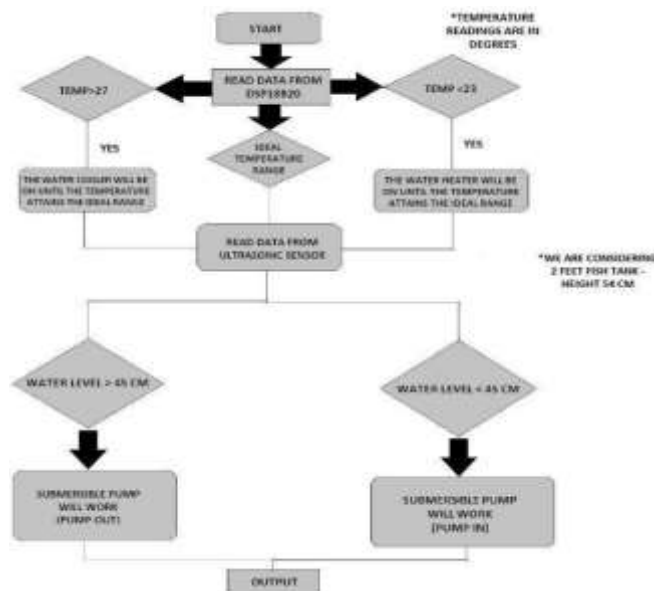 START
*TEMPERATURE
READINGS ARE IN
DEGREES
READ DATA FROM
DSP18B20
TEMP>27
TEMP <23
IDEAL
TEMPERATURE
RANGE
YES
YES
THE WATER COOLER WILL BE
ON UNTIL THE TEMPERATURE
ATTAINS THE IDEAL RANGE
THE WATER HEATER WILL BE
ON UNTIL THE TEMPERATURE
ATTAINS THE IDEAL RANGE
READ DATA FROM
ULTRASONIC SENSOR
*WE ARE CONSIDERING
2 FEET FISH TANK -
HEIGHT 54 CM
WATER LEVEL > 45 CM
WATER LEVEL < 45 CM
SUBMERSIBLE PUMP
WILL WORK
(PUMP OUT)
SUBMERSIBLE PUMP
WILL WORK
(PUMP IN)
OUTPUT